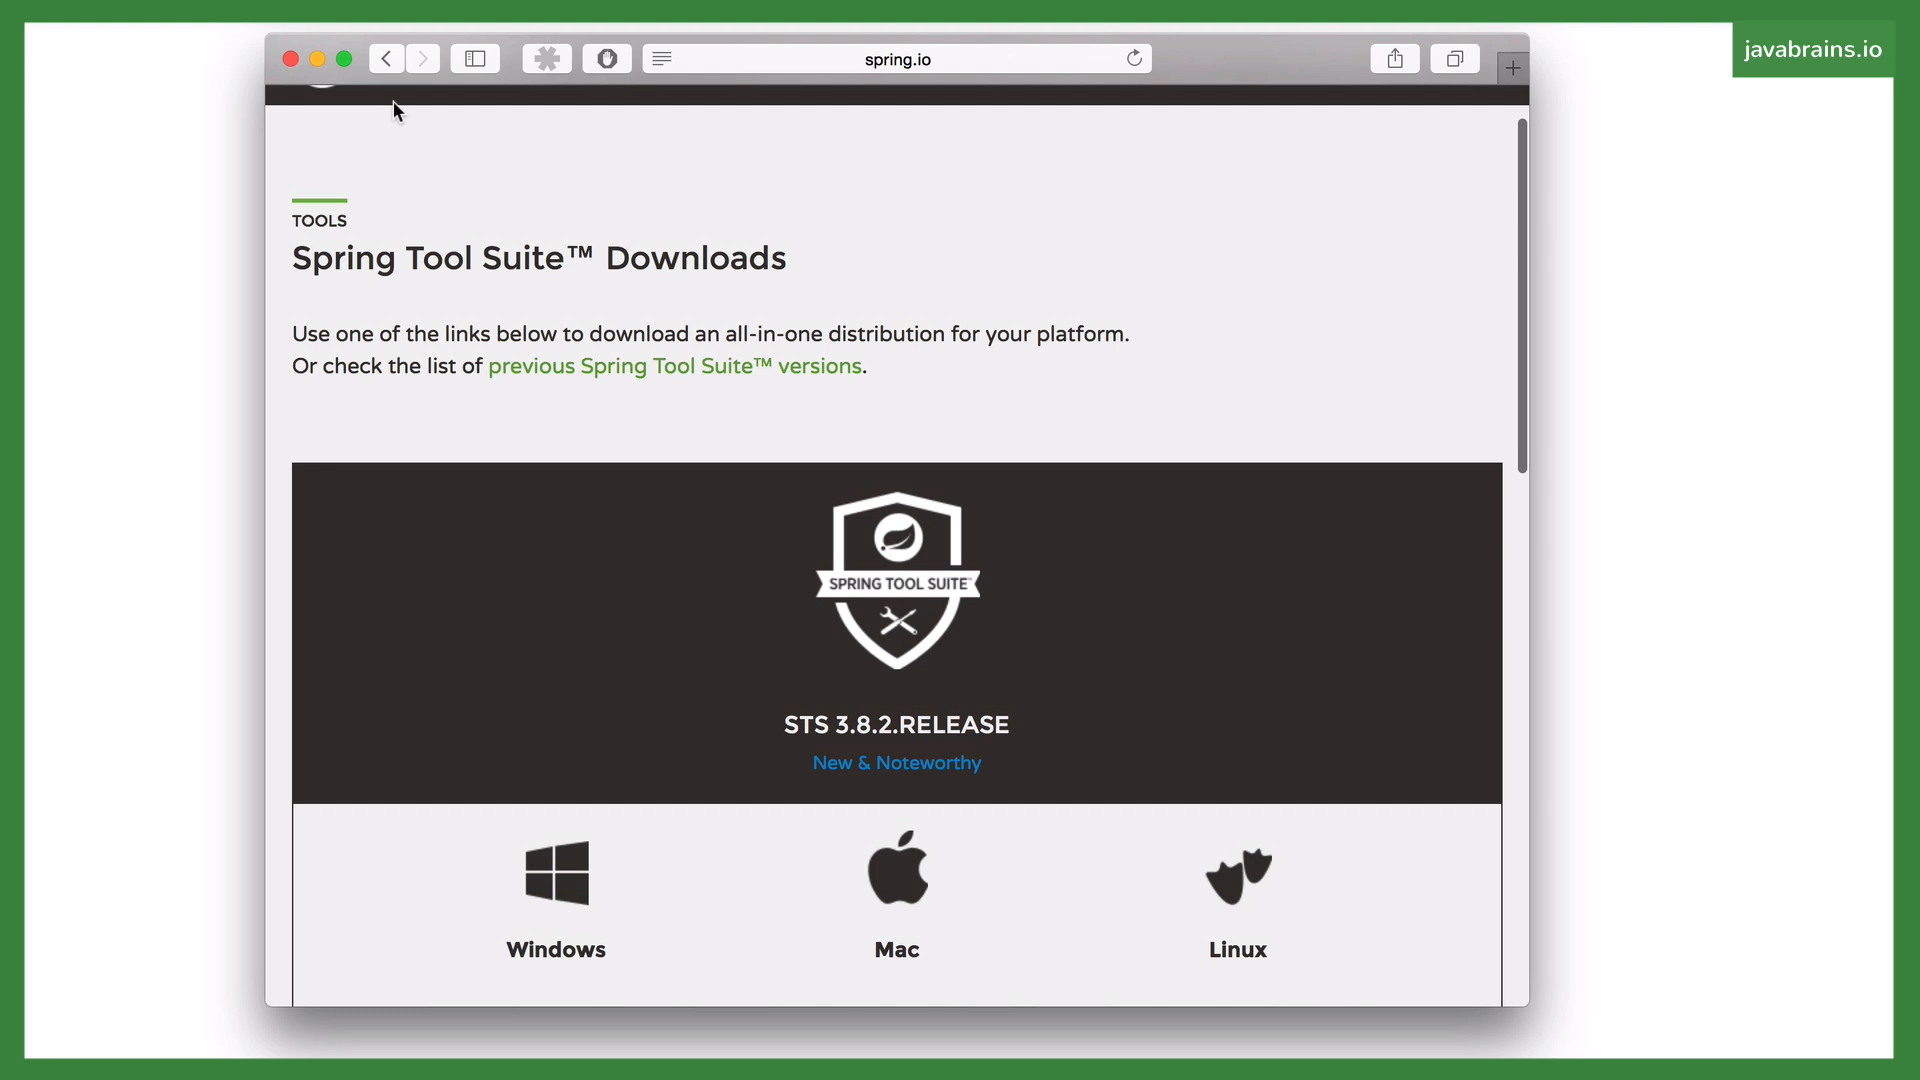 javabrains.io
spring.io
TOOLS
Spring Tool Suite™ Downloads
Use one of the links below to download an all-in-one distribution for your platform.
Or check the list of previous Spring Tool Suite™ versions.
SPRING TOOL SUITE™
STS 3.8.2.RELEASE
New & Noteworthy
Windows
Mac
Linux